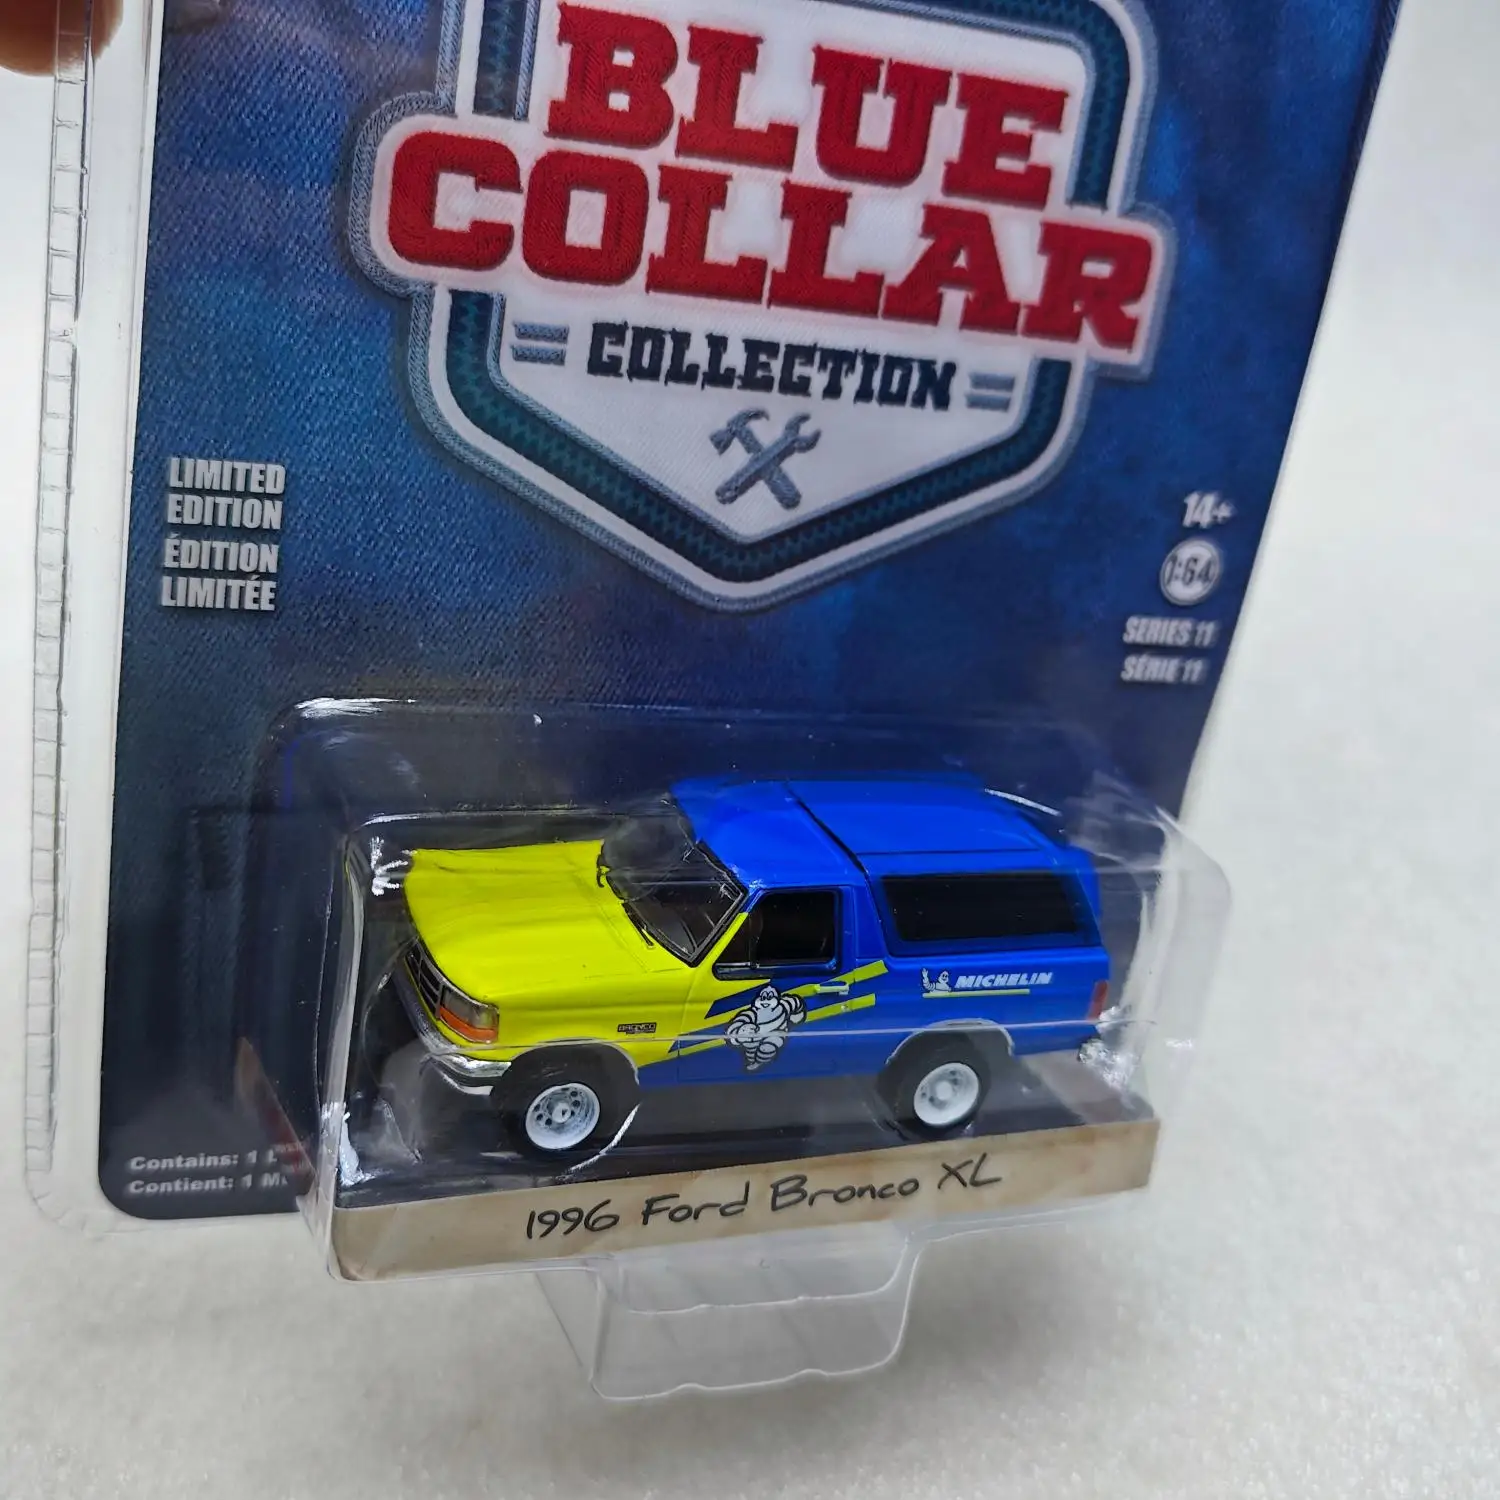 BLUE
COLLAR
COLLECTION
LIMITED
EDITION
ÉDITION
LIMITÉE
14+
1:64
SERIES 11
SÉRIE 11
MICHELIN
BRONCO
Contains: 1
Contient: 1
1996 Ford Bronco XL